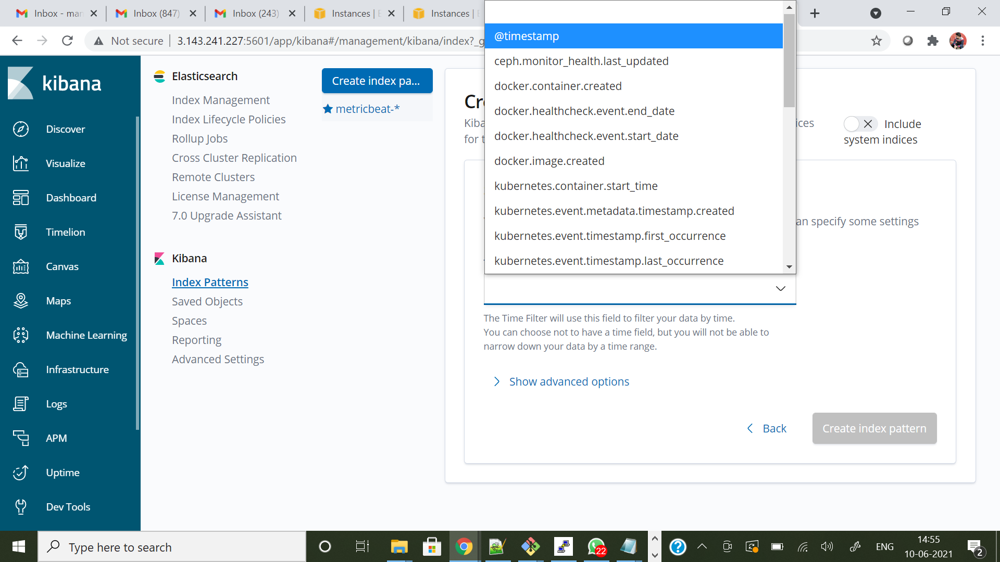 Inbox - man
Inbox (847)
Inbox (243)
Instances | E
Instances | E
Not secure
3.143.241.227:5601/app/kibana#/management/kibana/index?_g
kibana
Discover
Visualize
Dashboard
Timelion
Canvas
Maps
Machine Learning
Infrastructure
Logs
APM
Uptime
Dev Tools
Elasticsearch
Index Management
Index Lifecycle Policies
Rollup Jobs
Cross Cluster Replication
Remote Clusters
License Management
7.0 Upgrade Assistant
Kibana
Index Patterns
Saved Objects
Spaces
Reporting
Advanced Settings
Create index pa...
metricbeat-*
Cr
Kiba
ices
for t
Include
system indices
@timestamp
ceph.monitor_health.last_updated
docker.container.created
docker.healthcheck.event.end_date
docker.healthcheck.event.start_date
docker.image.created
kubernetes.container.start_time
kubernetes.event.metadata.timestamp.created
kubernetes.event.timestamp.first_occurrence
kubernetes.event.timestamp.last_occurrence
an specify some settings
The Time Filter will use this field to filter your data by time.
You can choose not to have a time field, but you will not be able to
narrow down your data by a time range.
Show advanced options
Back
Create index pattern
Type here to search
22
ENG
14:55
10-06-2021
2